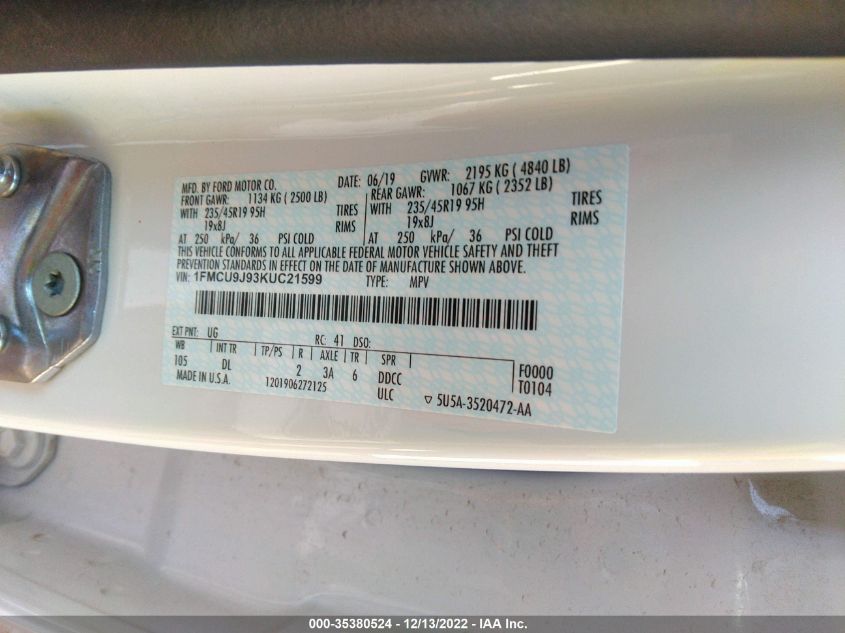 MFD. BY FORD MOTOR CO. DATE: 06/19 GVWR: 2195 KG ( 4840 LB)
FRONT GAWR: 1134 KG ( 2500 LB) REAR GAWR: 1067 KG ( 2352 LB)
WITH 235/45R19 95H TIRES WITH 235/45R19 95H TIRES
19x8J RIMS 19x8J RIMS
AT 250 kPa/ 36 PSI COLD AT 250 kPa/ 36 PSI COLD
THIS VEHICLE CONFORMS TO ALL APPLICABLE FEDERAL MOTOR VEHICLE SAFETY AND THEFT
PREVENTION STANDARDS IN EFFECT ON THE DATE OF MANUFACTURE SHOWN ABOVE.
VIN: 1FMCU9J93KUC21599 TYPE: MPV
EXT PNT: UG RC: 41 DSO:
WB INT TR TP/PS R AXLE TR SPR F0000
105 DL 2 3A 6 DDCC T0104
MADE IN U.S.A. 1201906272125 ULC ▽ 5U5A-3520472-AA
000-35380524 - 12/13/2022 - IAA Inc.